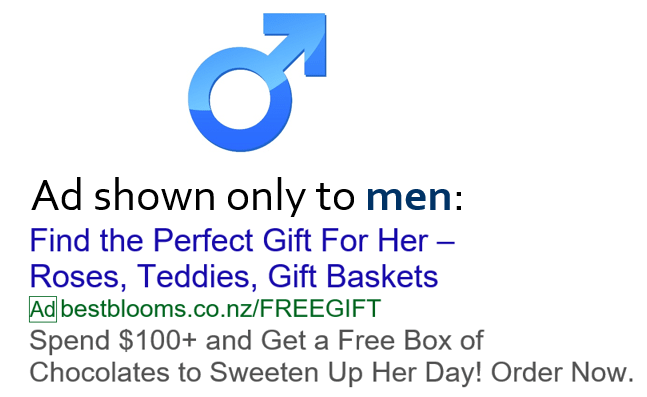 Ad shown only to men:
Find the Perfect Gift For Her –
Roses, Teddies, Gift Baskets
Ad bestblooms.co.nz/FREEGIFT
Spend $100+ and Get a Free Box of
Chocolates to Sweeten Up Her Day! Order Now.